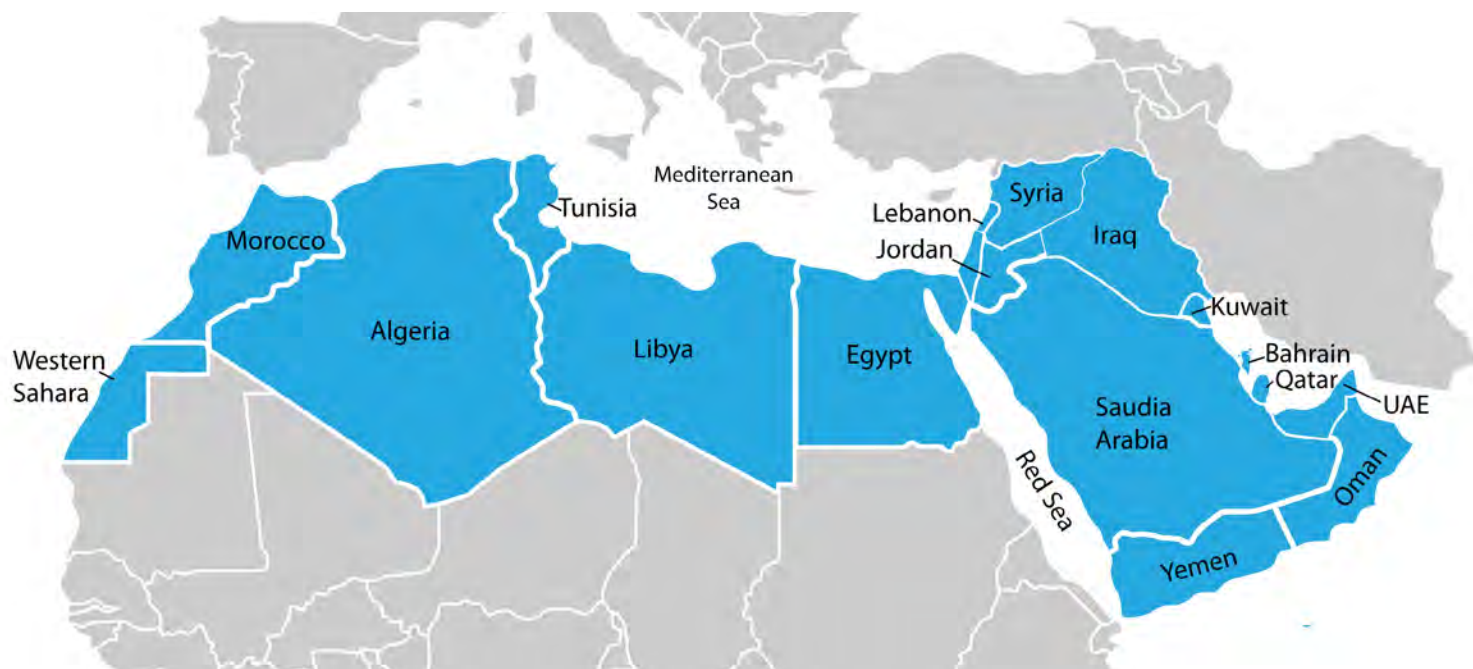 Mediterranean
Sea
Tunisia
Morocco
Algeria
Libya
Egypt
Western
Sahara
Lebanon
Jordan
Syria
Iraq
Kuwait
Bahrain
Qatar
UAE
Saudia
Arabia
Red Sea
Oman
Yemen